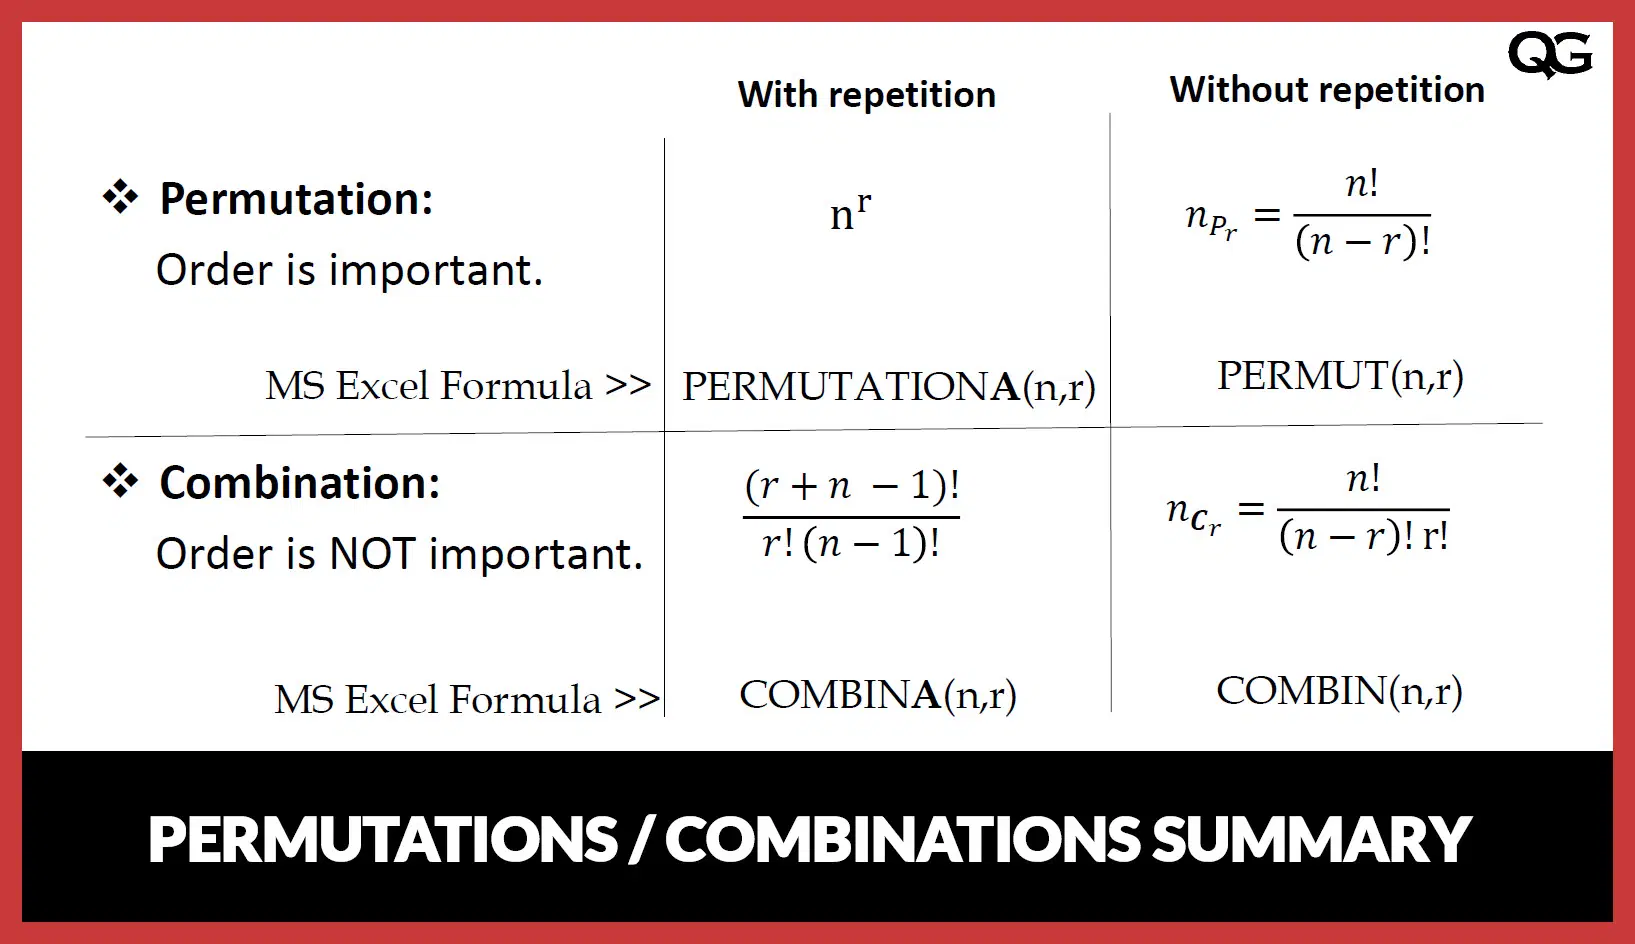 QG
With repetition
Without repetition
❖ Permutation:
Order is important.
nʳ
n_{P_r} = \frac{n!}{(n − r)!}
MS Excel Formula >>
PERMUTATIONA(n,r)
PERMUT(n,r)
❖ Combination:
Order is NOT important.
\frac{(r + n − 1)!}{r! (n − 1)!}
n_{C_r} = \frac{n!}{(n − r)! r!}
MS Excel Formula >>
COMBINA(n,r)
COMBIN(n,r)
PERMUTATIONS / COMBINATIONS SUMMARY